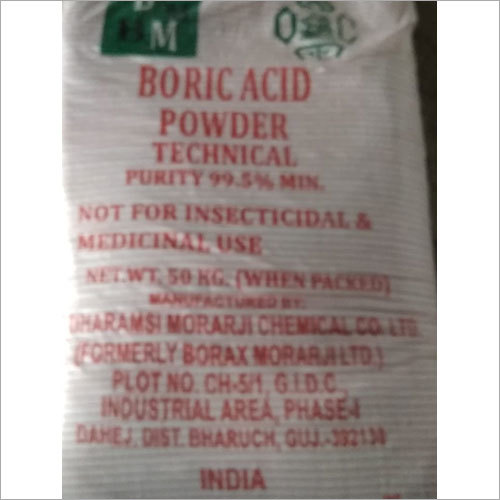 BORIC ACID
POWDER
TECHNICAL
PURITY 99.5% MIN.
NOT FOR INSECTICIDAL &
MEDICINAL USE
NET.WT. 50 KG. (WHEN PACKED)
MANUFACTURED BY:
DHARAMSI MORARJI CHEMICAL CO. LTD.
(FORMERLY BORAX MORARJI LTD.)
PLOT NO. CH-5/1, G.I.D.C.,
INDUSTRIAL AREA, PHASE-I
DAHEJ, DIST. BHARUCH, GUJ.-392130
INDIA